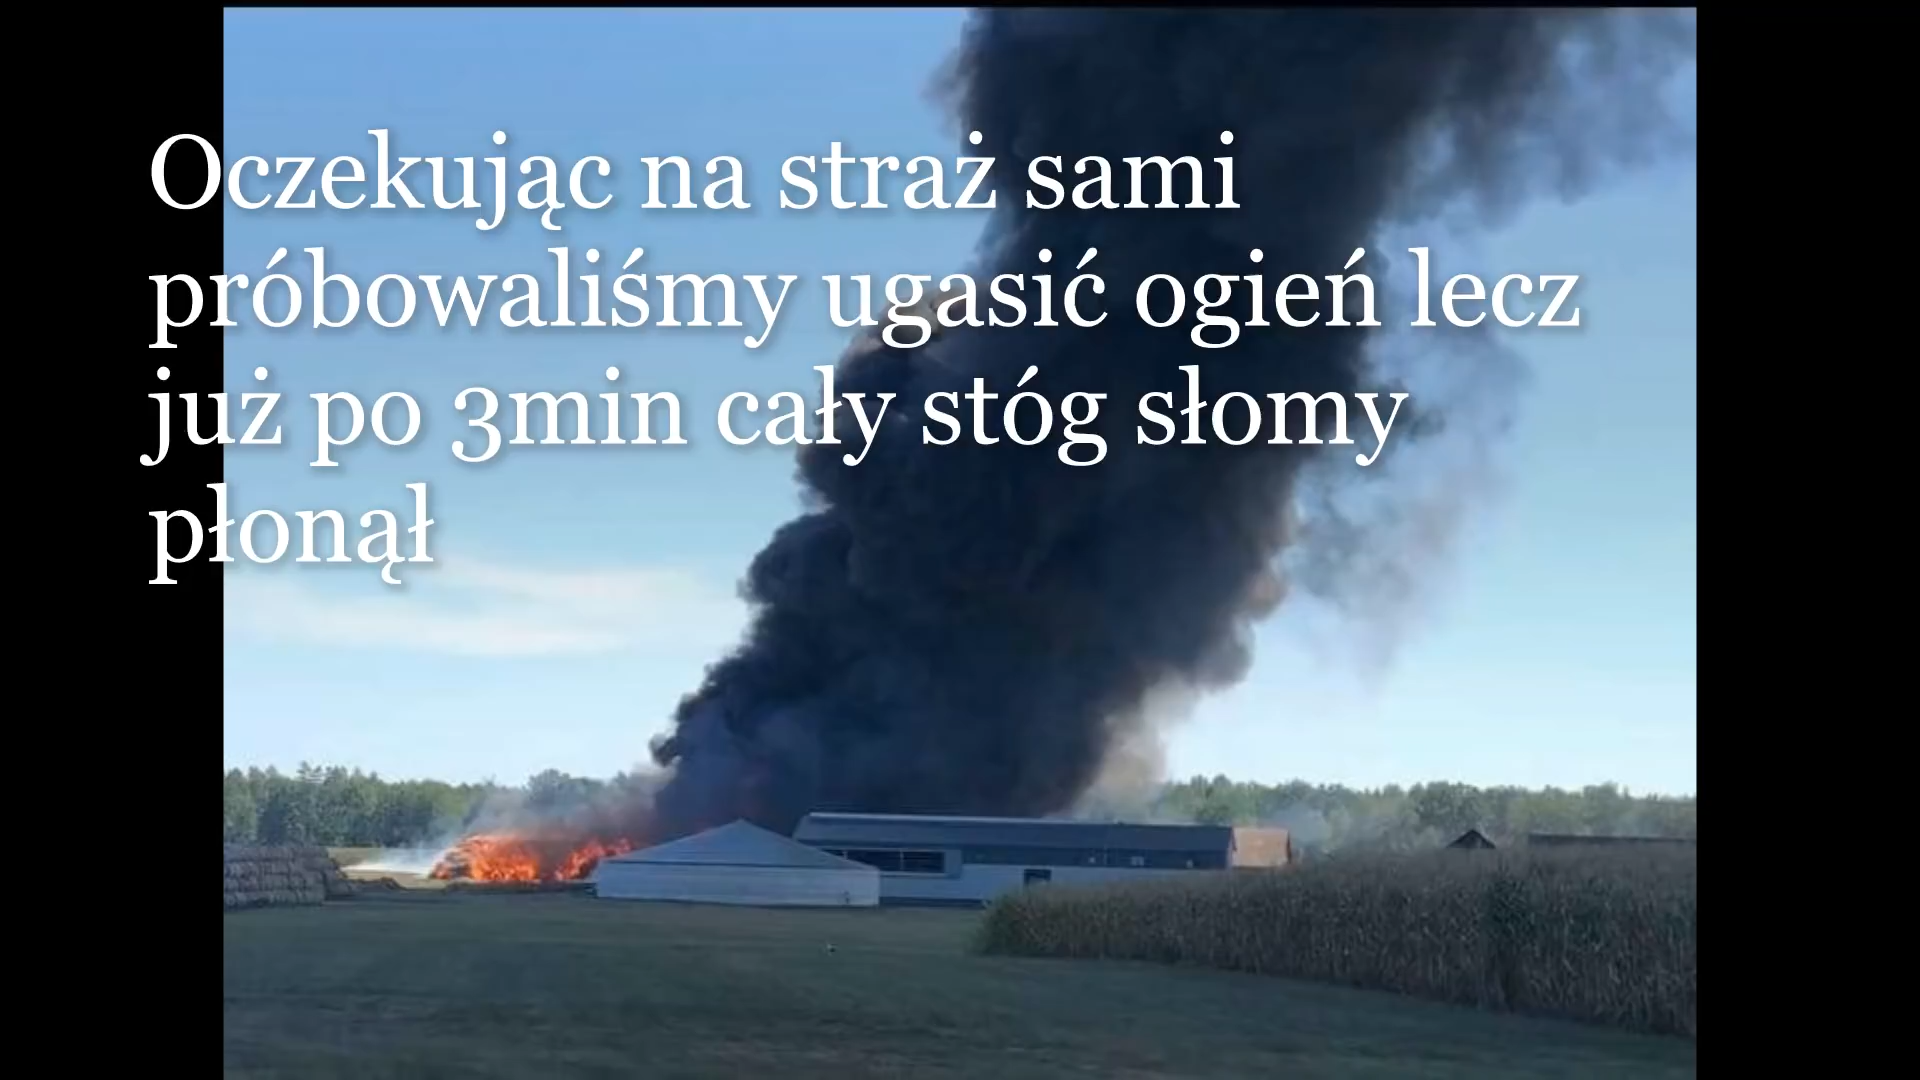 Oczekując na straż sami
próbowaliśmy ugasić ogień lecz
już po 3min cały stóg słomy
płonął